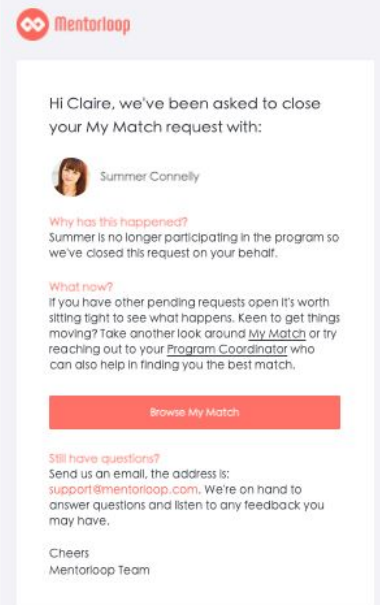 Mentorloop
Hi Claire, we've been asked to close
your My Match request with:
Summer Connelly
Why has this happened?
Summer is no longer participating in the program so
we've closed this request on your behalf.
What now?
If you have other pending requests open it's worth
sitting tight to see what happens. Keen to get things
moving? Take another look around My Match or try
reaching out to your Program Coordinator who
can also help in finding you the best match.
Browse My Match
Still have questions?
Send us an email, the address is:
support@mentorloop.com. We're on hand to
answer questions and listen to any feedback you
may have.
Cheers
Mentorloop Team